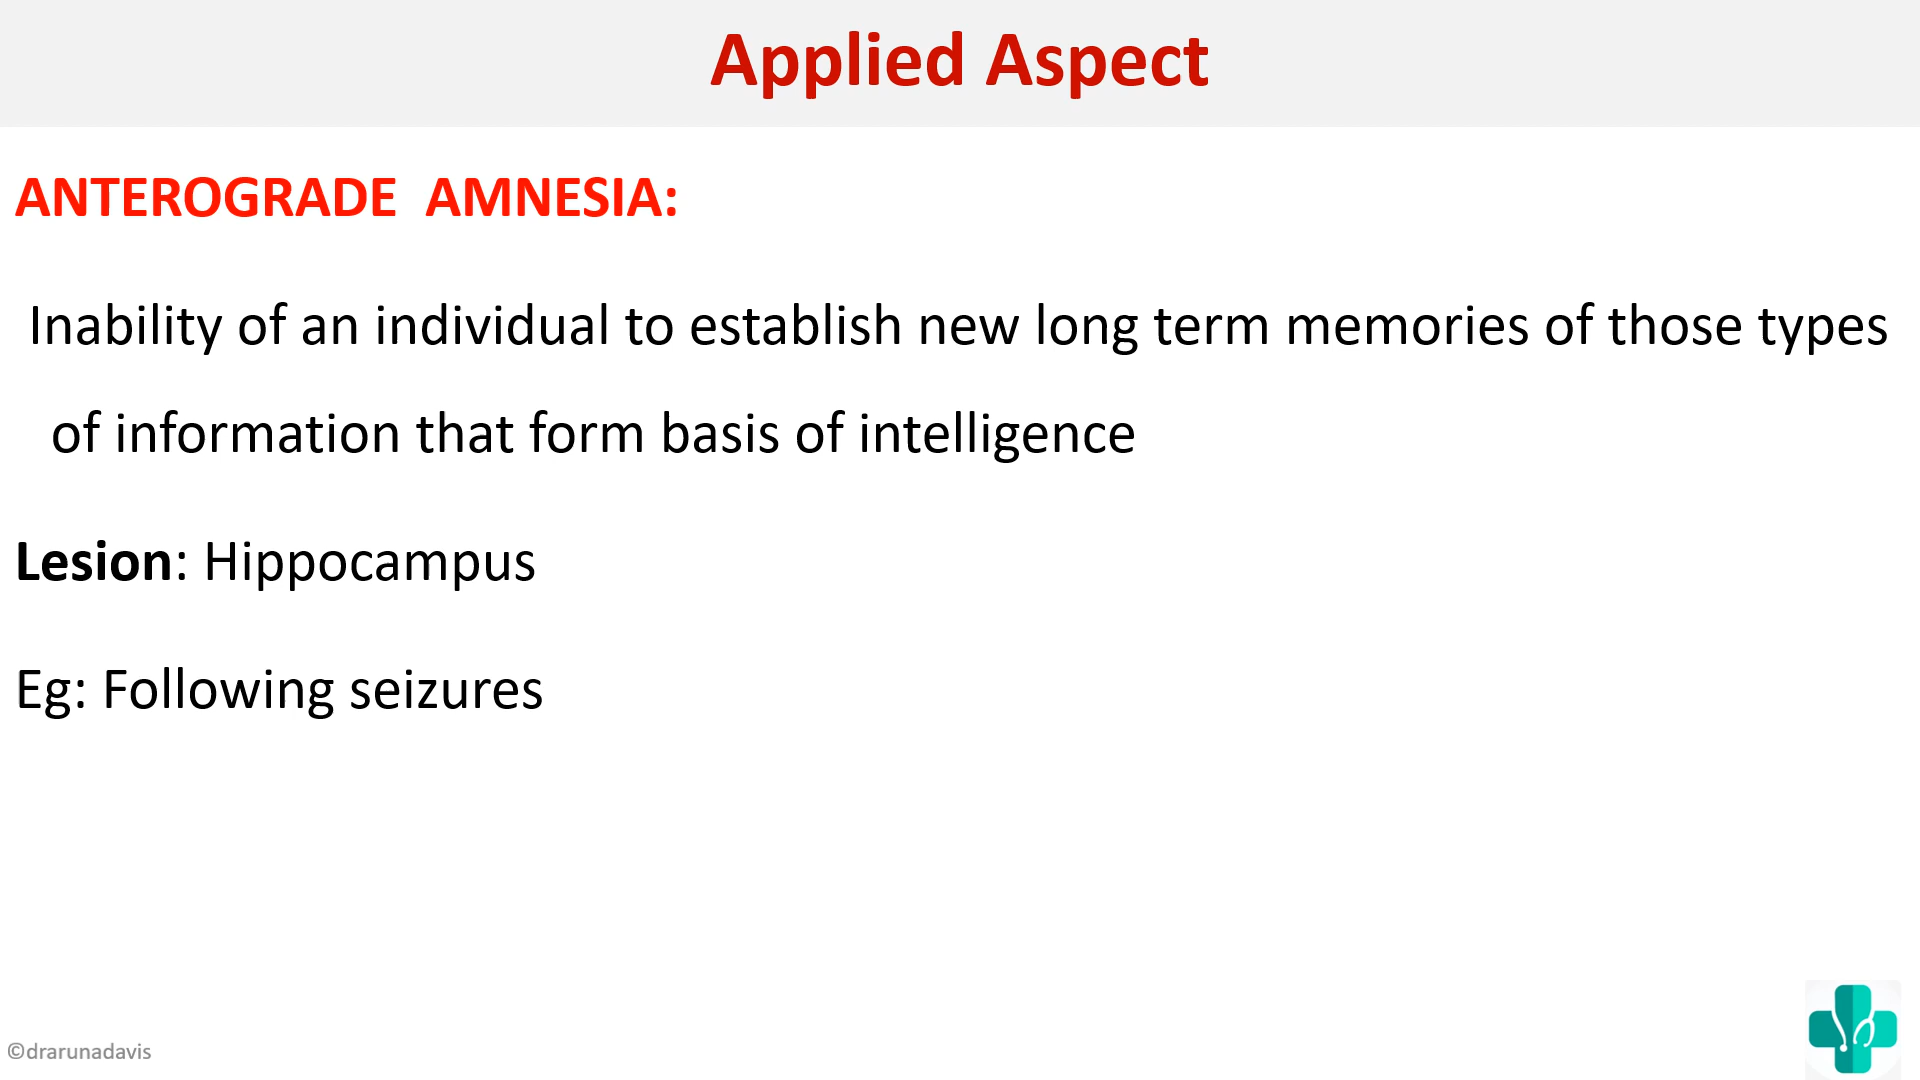 Applied Aspect
ANTEROGRADE AMNESIA:
Inability of an individual to establish new long term memories of those types
of information that form basis of intelligence
Lesion: Hippocampus
Eg: Following seizures
©drarunadavis